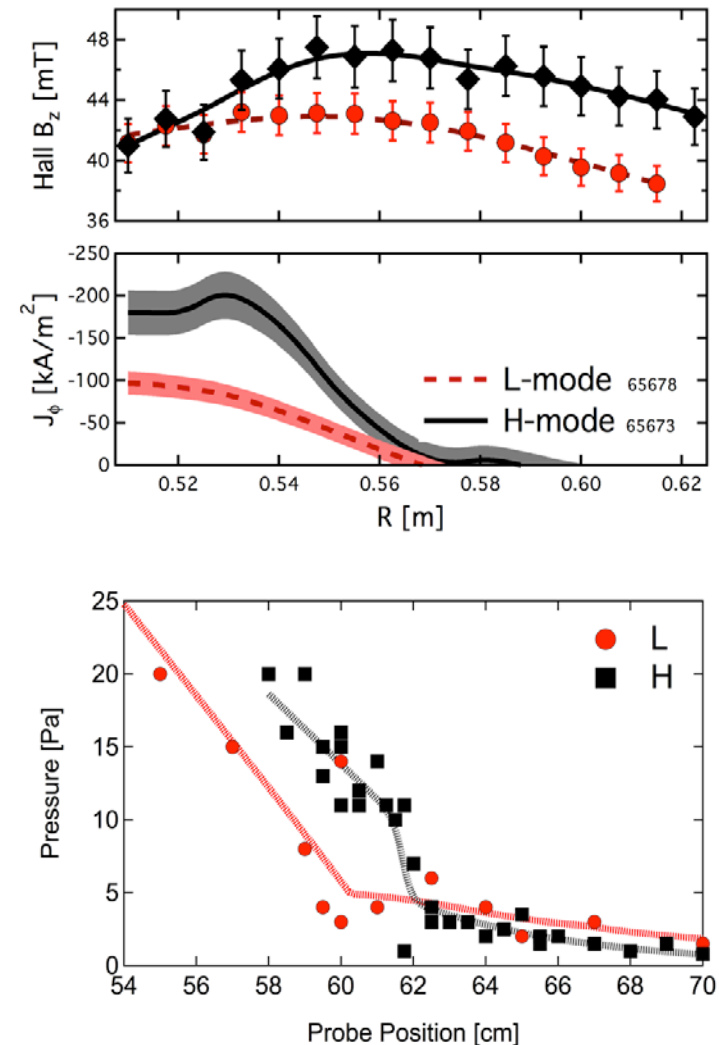 Hall B_z [mT]
48
44
40
36
J_ϕ [kA/m²]
-250
-200
-150
-100
-50
0
L-mode 65678
H-mode 65673
0.52 0.54 0.56 0.58 0.60 0.62
R [m]
Pressure [Pa]
25
20
15
10
5
0
L
H
54 56 58 60 62 64 66 68 70
Probe Position [cm]